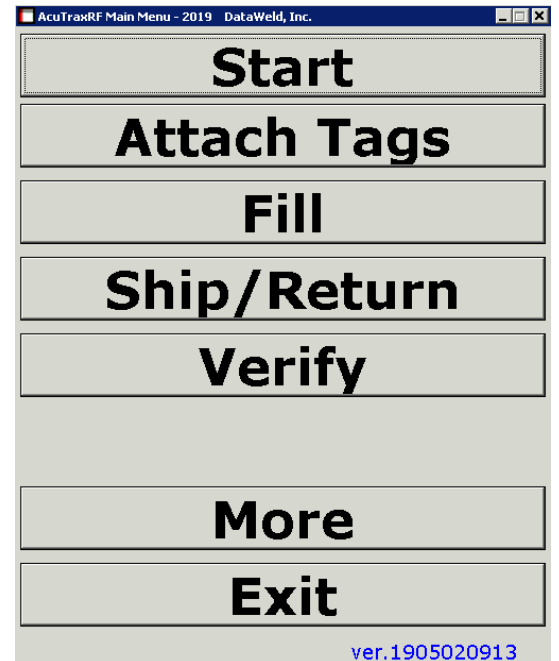 AcuTraxRF Main Menu - 2019 DataWeld, Inc.
Start
Attach Tags
Fill
Ship/Return
Verify
More
Exit
ver.1905020913